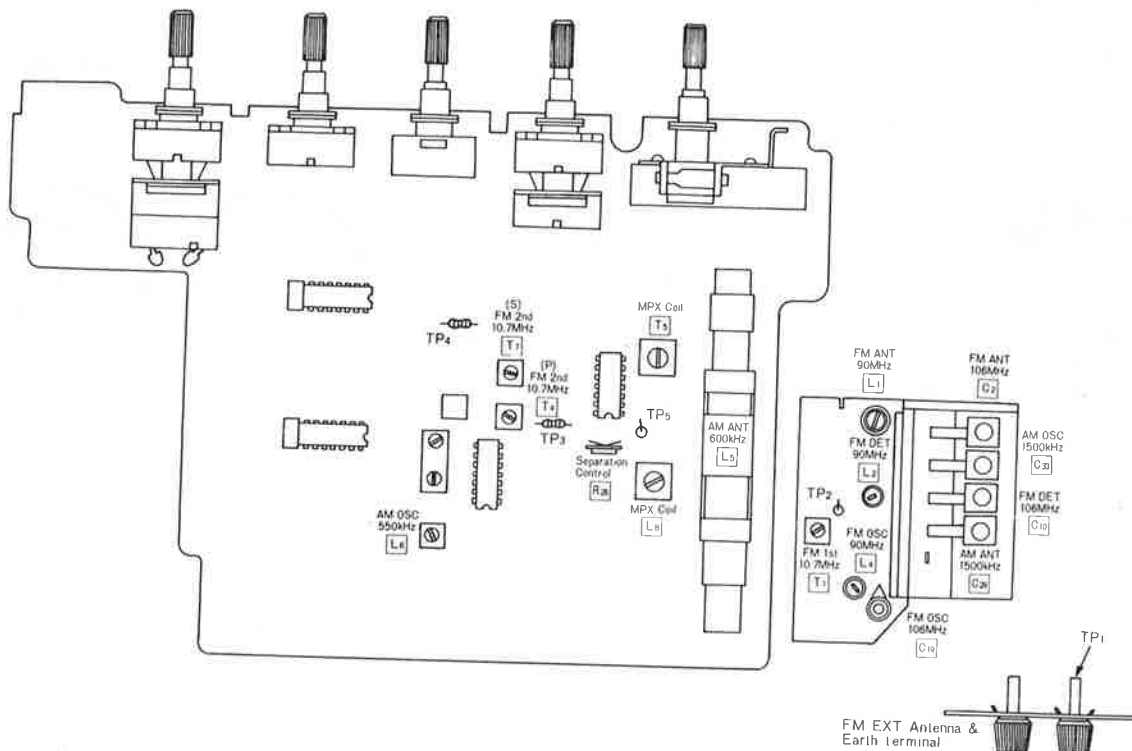 (S)
FM 2nd
10.7MHz
T7
TP4
(P)
FM 2nd
10.7MHz
T4
TP3
MPX Coil
T5
TP5
Separation
Control
R28
MPX Coil
L8
AM OSC
550kHz
L6
AM ANT
600kHz
L5
FM ANT
90MHz
L1
FM ANT
106MHz
C2
FM DET
90MHz
L2
AM OSC
1500kHz
C33
TP2
FM DET
106MHz
C10
FM OSC
90MHz
L4
FM 1st
10.7MHz
T1
AM ANT
1500kHz
C29
FM OSC
106MHz
C19
TP1
FM EXT Antenna &
Earth terminal